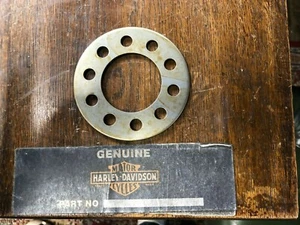 GENUINE
MOTOR
HARLEY-DAVIDSON
CYCLES
PART NO